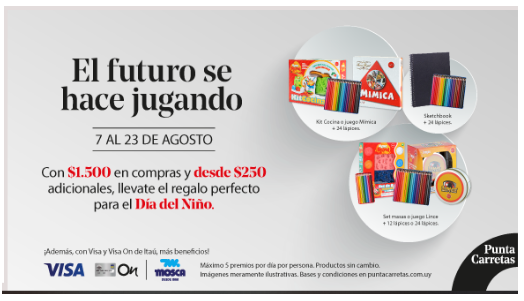 El futuro se
hace jugando
7 AL 23 DE AGOSTO
Con $1.500 en compras y desde $250
adicionales, llevate el regalo perfecto
para el Día del Niño.
MIMICA
Kit Cocina o juego Mímica
+ 24 lápices.
Sketchbook
+ 24 lápices.
Set masas o juego Lince
+ 12 lápices o 24 lápices.
¡Además, con Visa y Visa On de Itaú, más beneficios!
VISA
On
mosca
Máximo 5 premios por día por persona. Productos sin cambio.
Imágenes meramente ilustrativas. Bases y condiciones en puntacarretas.com.uy
Punta
Carretas